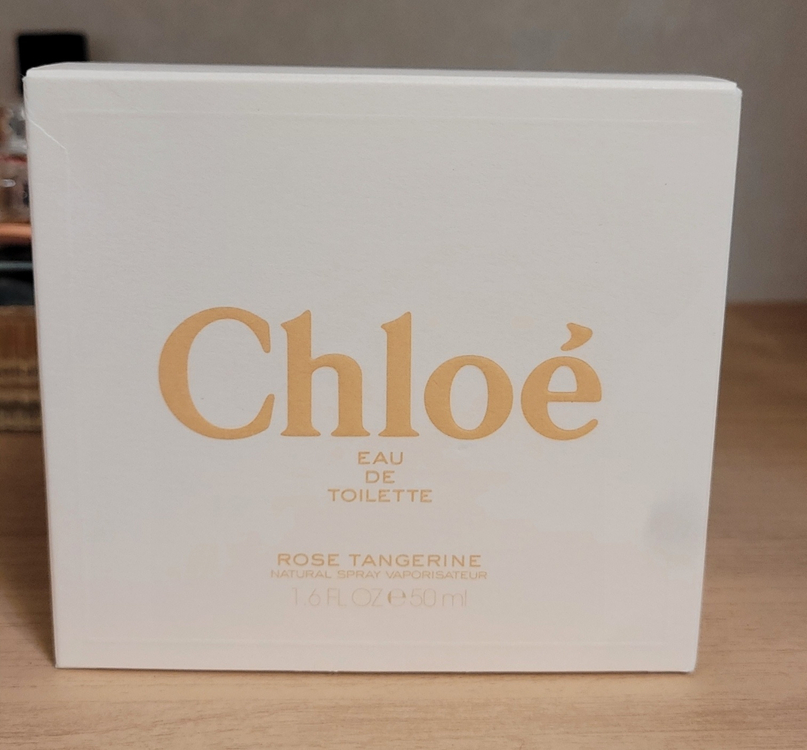 Chloé
EAU
DE
TOILETTE
ROSE TANGERINE
NATURAL SPRAY VAPORISATEUR
1.6 FL OZ ℮ 50 ml